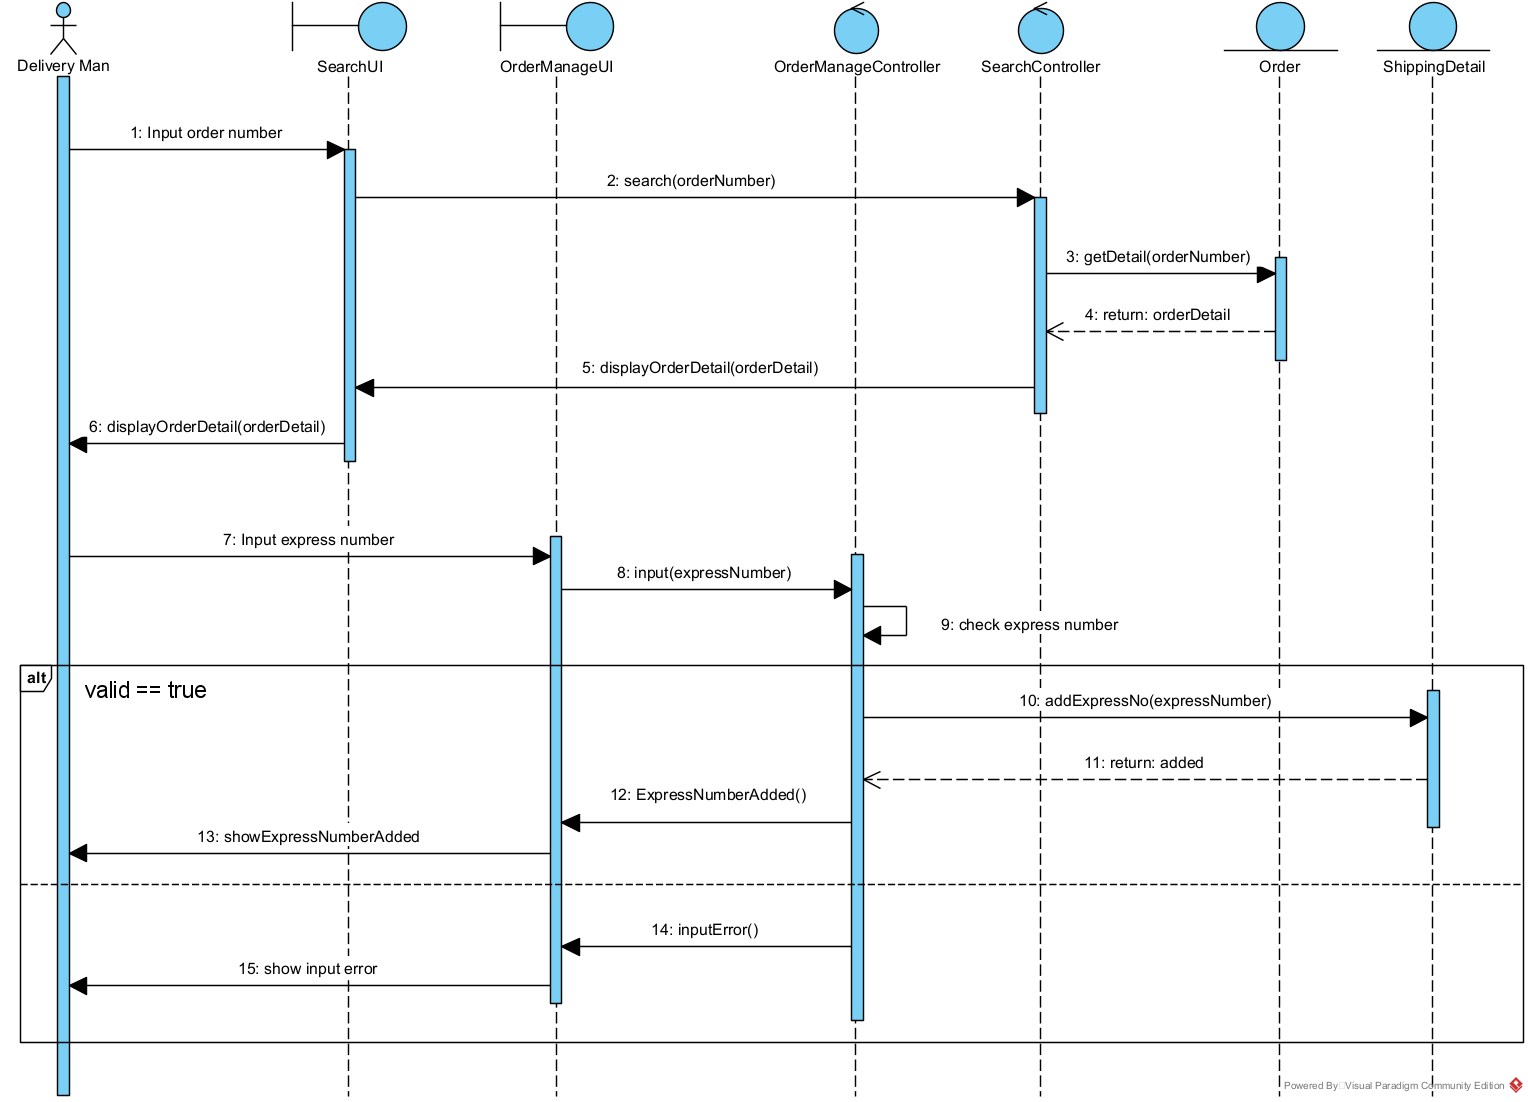 Delivery Man
SearchUI
OrderManageUI
OrderManageController
SearchController
Order
ShippingDetail
1: Input order number
2: search(orderNumber)
3: getDetail(orderNumber)
4: return: orderDetail
5: displayOrderDetail(orderDetail)
6: displayOrderDetail(orderDetail)
7: Input express number
8: input(expressNumber)
9: check express number
alt
valid == true
10: addExpressNo(expressNumber)
11: return: added
12: ExpressNumberAdded()
13: showExpressNumberAdded
14: inputError()
15: show input error
Powered By Visual Paradigm Community Edition